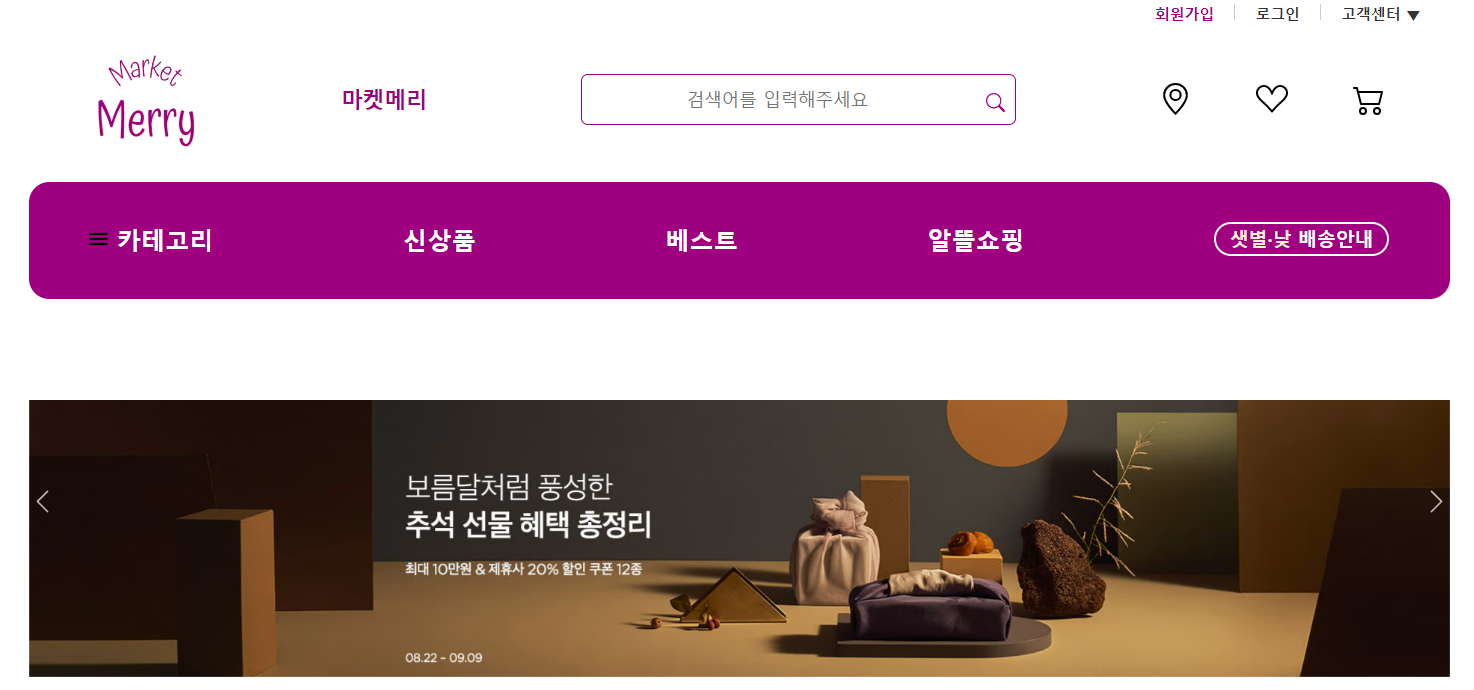 회원가입 로그인 고객센터 ▼
Market
Merry
마켓메리
검색어를 입력해주세요
카테고리 신상품 베스트 알뜰쇼핑 샛별·낮 배송안내
보름달처럼 풍성한
추석 선물 혜택 총정리
최대 10만원 & 제휴사 20% 할인 쿠폰 12종
08.22 - 09.09